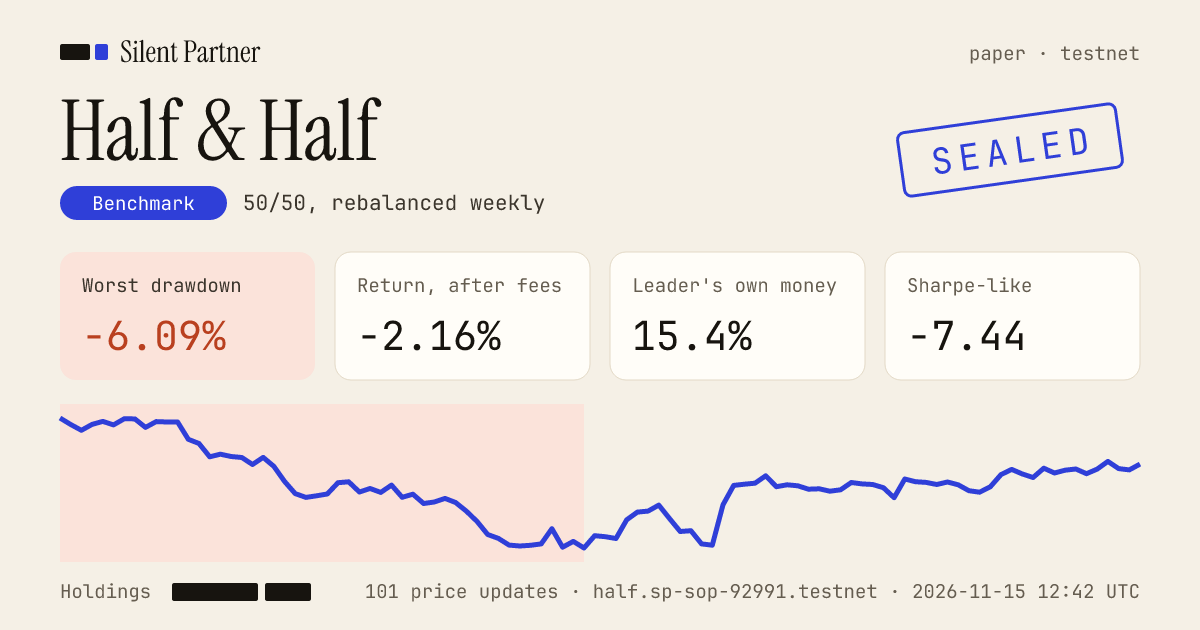 Silent Partner
paper · testnet
Half & Half
SEALED
Benchmark
50/50, rebalanced weekly
Worst drawdown
-6.09%
Return, after fees
-2.16%
Leader's own money
15.4%
Sharpe-like
-7.44
Holdings
101 price updates · half.sp-sop-92991.testnet · 2026-11-15 12:42 UTC